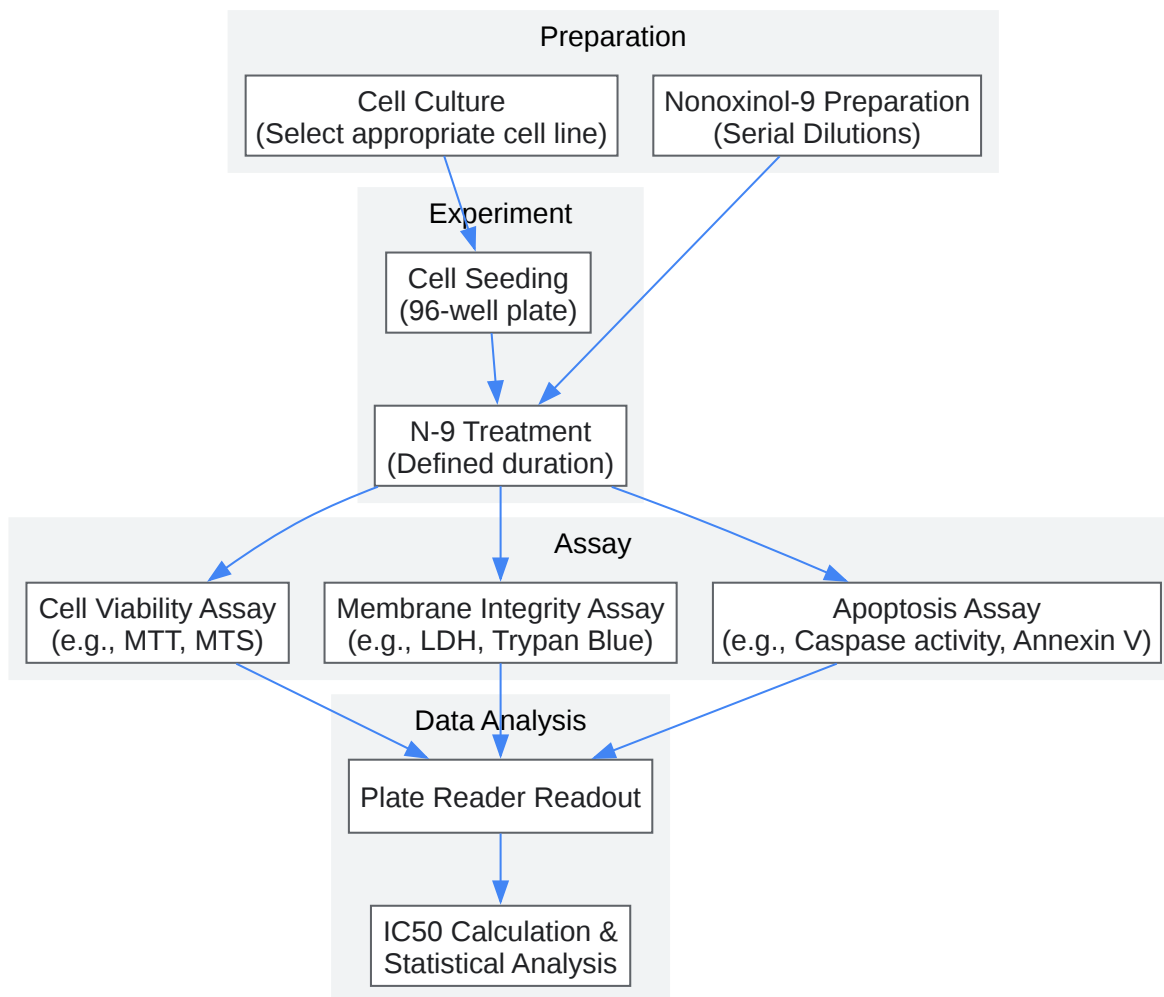 Preparation
Cell Culture
(Select appropriate cell line)
Nonoxinol-9 Preparation
(Serial Dilutions)
Experiment
Cell Seeding
(96-well plate)
N-9 Treatment
(Defined duration)
Assay
Cell Viability Assay
(e.g., MTT, MTS)
Membrane Integrity Assay
(e.g., LDH, Trypan Blue)
Apoptosis Assay
(e.g., Caspase activity, Annexin V)
Data Analysis
Plate Reader Readout
IC50 Calculation &
Statistical Analysis